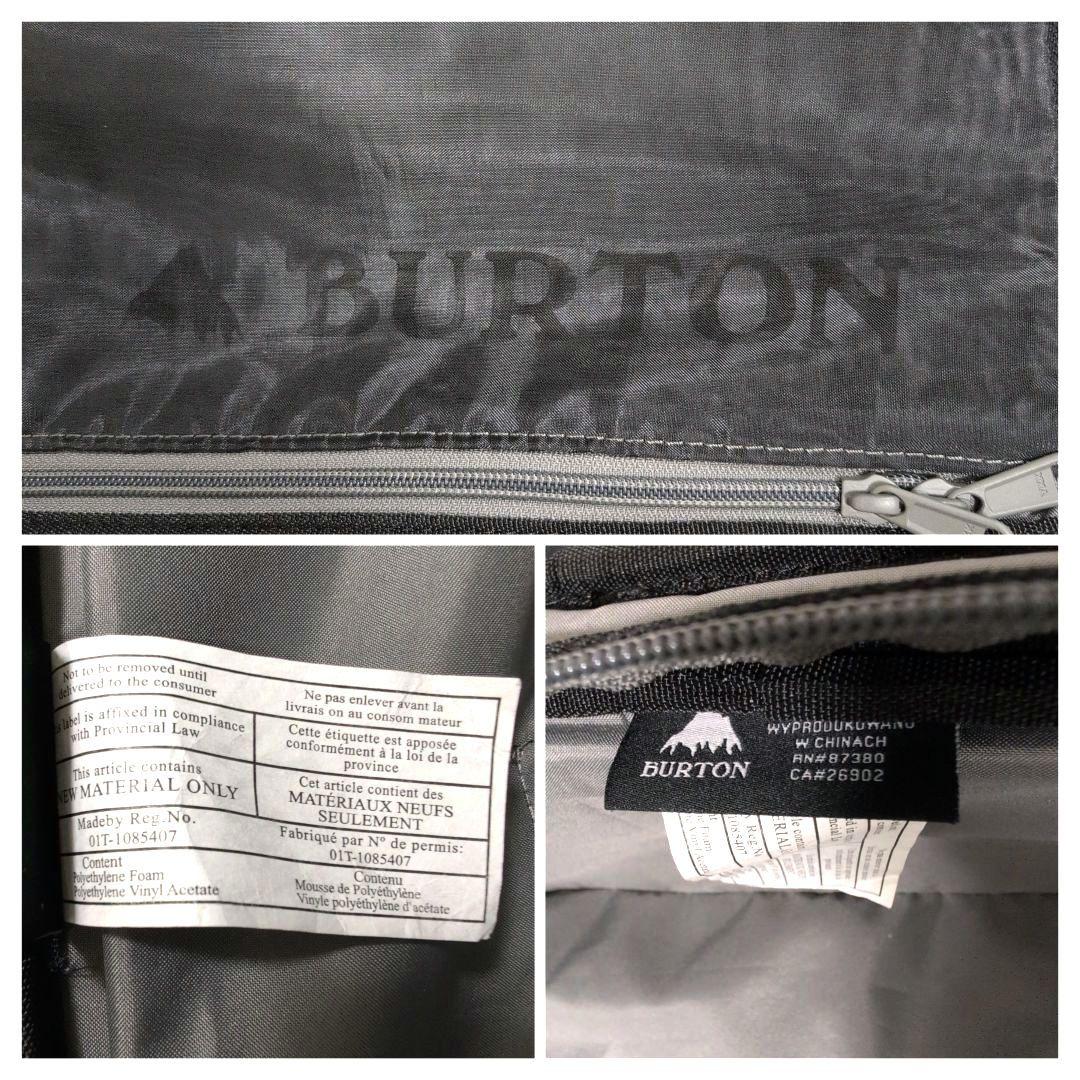 BURTON
Not to be removed until
delivered to the consumer
Ne pas enlever avant la
livrais on au consom mateur
label is affixed in compliance
with Provincial Law
Cette étiquette est apposée
conformément à la loi de la
province
This article contains
NEW MATERIAL ONLY
Cet article contient des
MATÉRIAUX NEUFS
SEULEMENT
Madeby Reg.No.
01T-1085407
Fabriqué par N° de permis:
01T-1085407
Content
Polyethylene Foam
Polyethylene Vinyl Acetate
Contenu
Mousse de Polyéthylène
Vinyle polyéthylène d'acétate
BURTON
WYPRODUKOWANO
W CHINACH
RN#87380
CA#26902